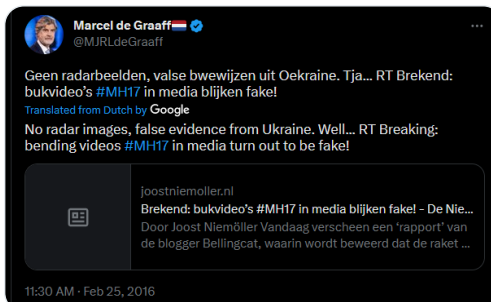 Marcel de Graaff
@MJRLdeGraaff
Geen radarbeelden, valse bwewijzen uit Oekraine. Tja... RT Brekend:
bukvideo's #MH17 in media blijken fake!
Translated from Dutch by Google
No radar images, false evidence from Ukraine. Well... RT Breaking:
bending videos #MH17 in media turn out to be fake!
joostniemoller.nl
Brekend: bukvideo's #MH17 in media blijken fake! - De Nie...
Door Joost Niemöller Vandaag verscheen een 'rapport' van
de blogger Bellingcat, waarin wordt beweerd dat de raket ...
11:30 AM · Feb 25, 2016